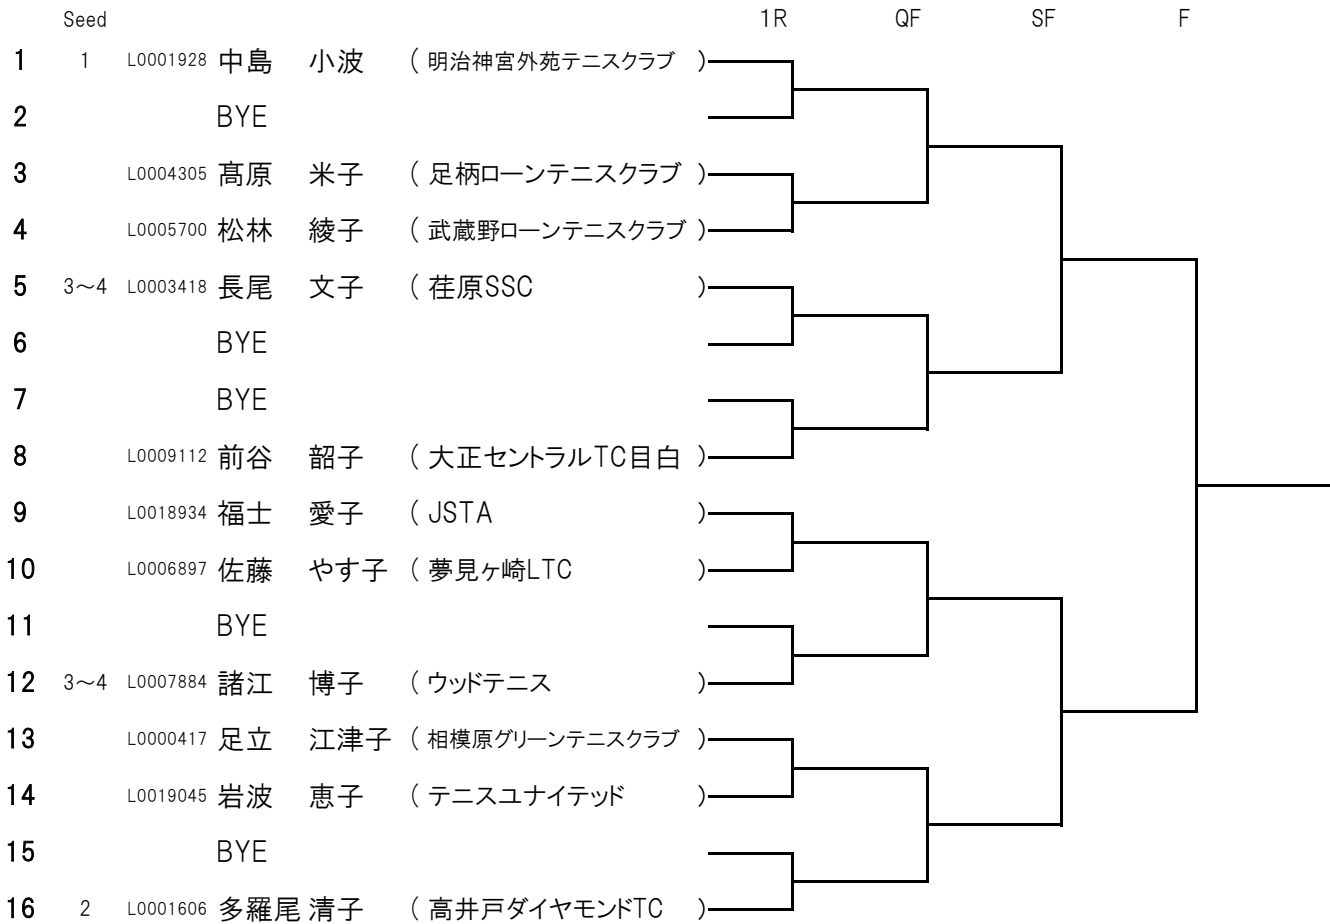 Seed 1R QF SF F
1 1 L0001928 中島 小波 ( 明治神宮外苑テニスクラブ )
2 BYE
3 L0004305 髙原 米子 ( 足柄ローンテニスクラブ )
4 L0005700 松林 綾子 ( 武蔵野ローンテニスクラブ )
5 3～4 L0003418 長尾 文子 ( 荏原SSC )
6 BYE
7 BYE
8 L0009112 前谷 韶子 ( 大正セントラルTC目白 )
9 L0018934 福士 愛子 ( JSTA )
10 L0006897 佐藤 やす子 ( 夢見ヶ崎LTC )
11 BYE
12 3～4 L0007884 諸江 博子 ( ウッドテニス )
13 L0000417 足立 江津子 ( 相模原グリーンテニスクラブ )
14 L0019045 岩波 恵子 ( テニスユナイテッド )
15 BYE
16 2 L0001606 多羅尾 清子 ( 高井戸ダイヤモンドTC )